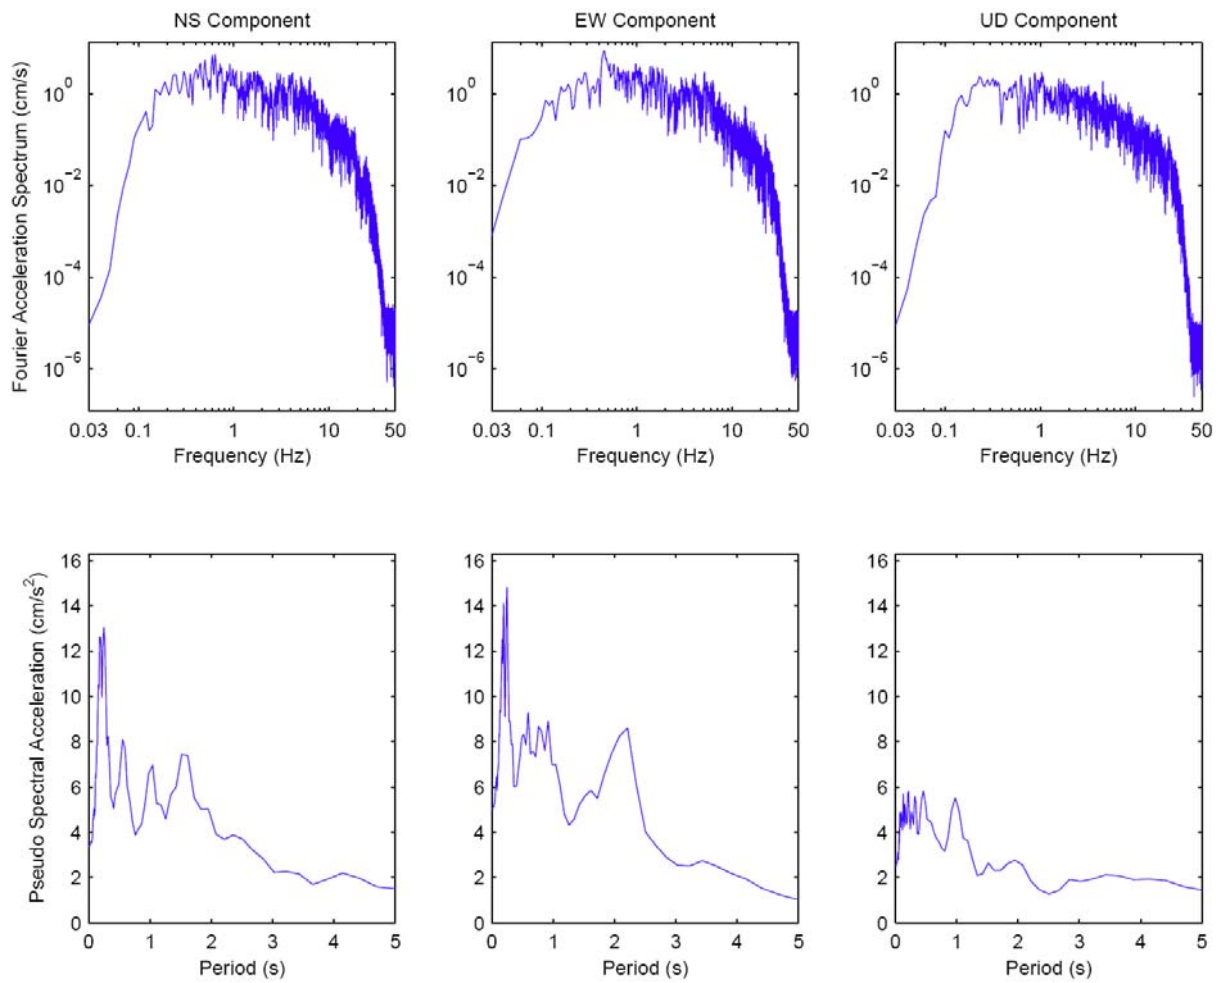 NS Component
EW Component
UD Component
Fourier Acceleration Spectrum (cm/s)
10^0
10^−2
10^−4
10^−6
0.03 0.1 1 10 50
Frequency (Hz)
10^0
10^−2
10^−4
10^−6
0.03 0.1 1 10 50
Frequency (Hz)
10^0
10^−2
10^−4
10^−6
0.03 0.1 1 10 50
Frequency (Hz)
Pseudo Spectral Acceleration (cm/s²)
16
14
12
10
8
6
4
2
0
0 1 2 3 4 5
Period (s)
16
14
12
10
8
6
4
2
0
0 1 2 3 4 5
Period (s)
16
14
12
10
8
6
4
2
0
0 1 2 3 4 5
Period (s)